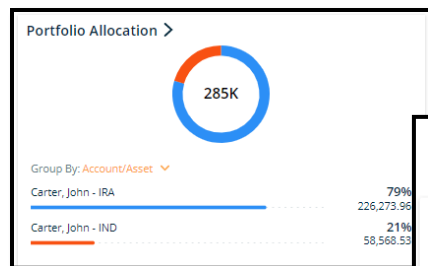 Portfolio Allocation >
285K
Group By: Account/Asset
Carter, John - IRA 79%
226,273.96
Carter, John - IND 21%
58,568.53